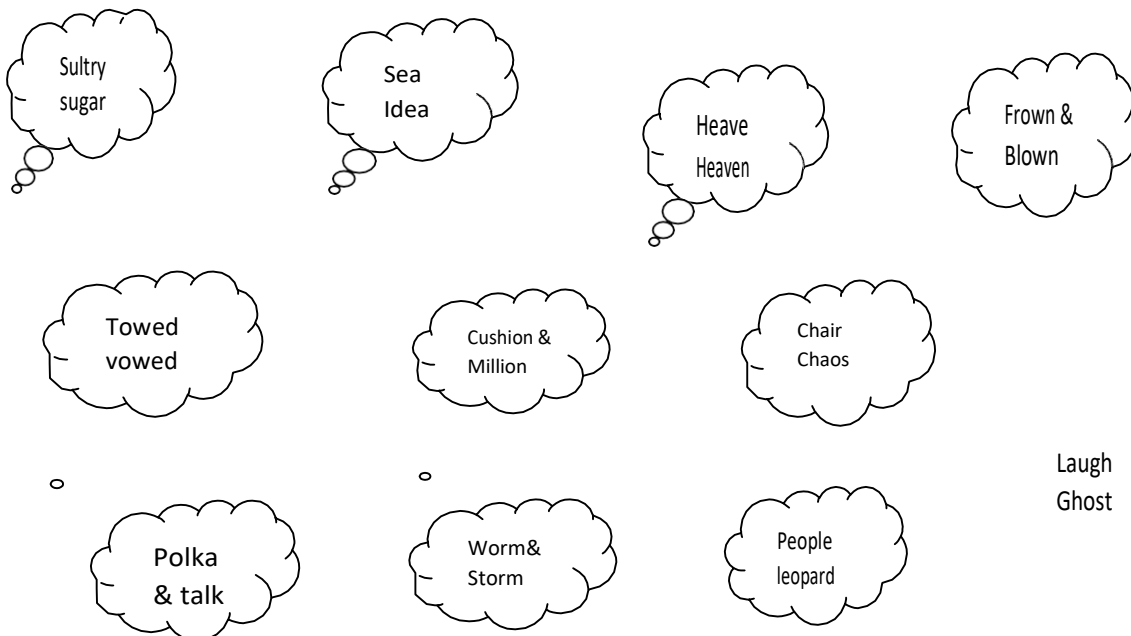 Sultry
sugar
Sea
Idea
Heave
Heaven
Frown &
Blown
Towed
vowed
Cushion &
Million
Chair
Chaos
Laugh
Ghost
Polka
& talk
Worm&
Storm
People
leopard